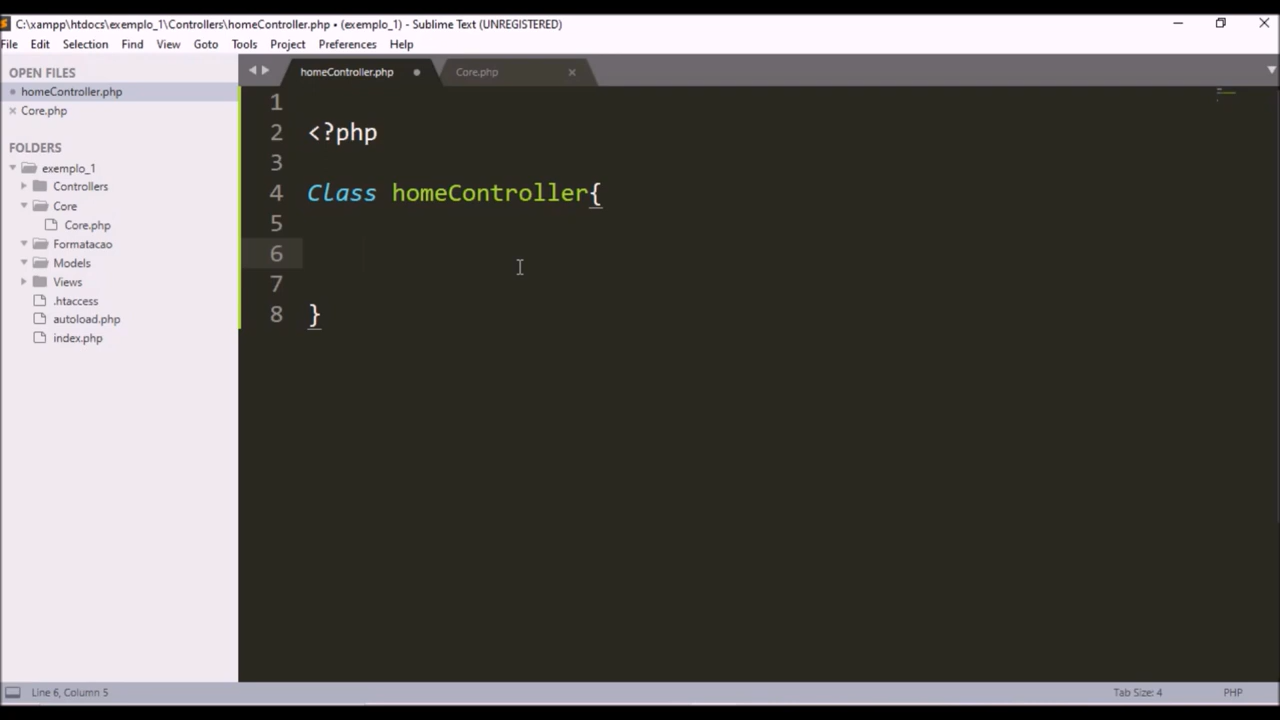 C:\xampp\htdocs\exemplo_1\Controllers\homeController.php • (exemplo_1) - Sublime Text (UNREGISTERED)
File Edit Selection Find View Goto Tools Project Preferences Help
OPEN FILES
homeController.php
Core.php
FOLDERS
exemplo_1
Controllers
Core
Core.php
Formatacao
Models
Views
.htaccess
autoload.php
index.php
homeController.php Core.php
1
2 <?php
3
4 Class homeController{
5
6
7
8 }
Line 6, Column 5 Tab Size: 4 PHP